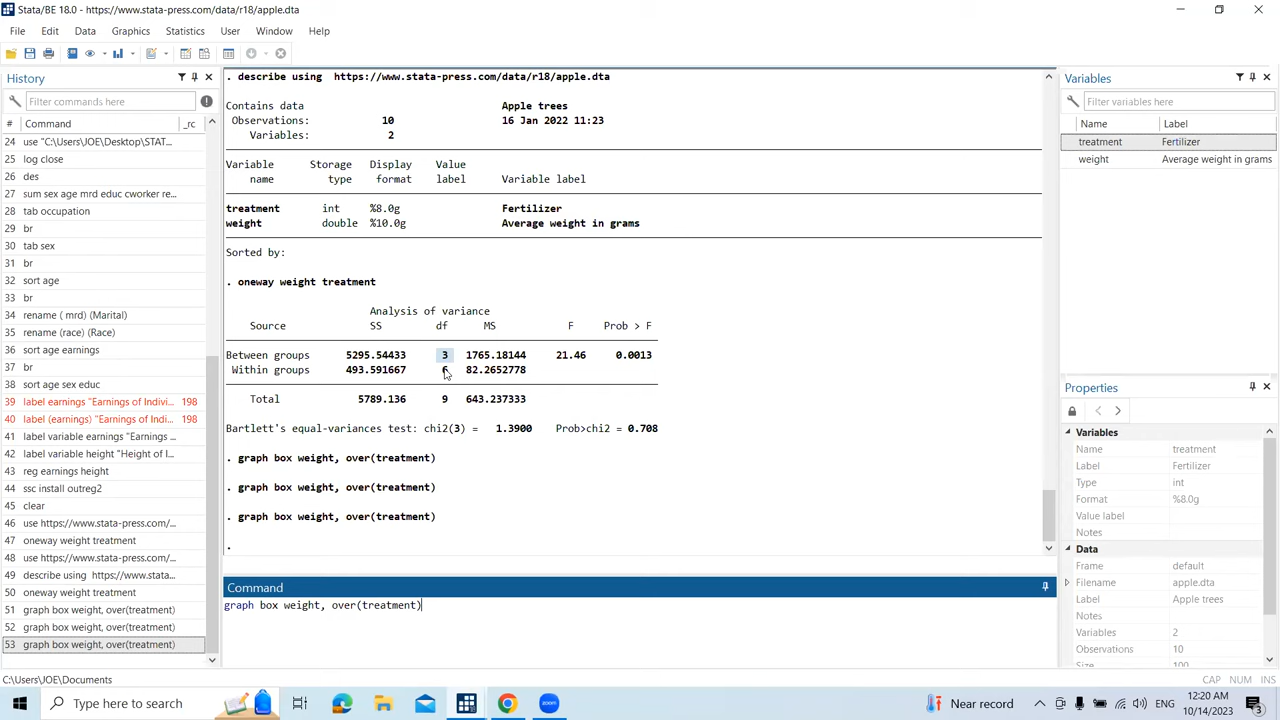 Stata/BE 18.0 - https://www.stata-press.com/data/r18/apple.dta
File Edit Data Graphics Statistics User Window Help
History
Filter commands here
# Command _rc
24 use "C:\Users\JOE\Desktop\STAT...
25 log close
26 des
27 sum sex age mrd educ cworker re...
28 tab occupation
29 br
30 tab sex
31 br
32 sort age
33 br
34 rename ( mrd) (Marital)
35 rename (race) (Race)
36 sort age earnings
37 br
38 sort age sex educ
39 label earnings "Earnings of Indivi... 198
40 label (earnings) "Earnings of Indi... 198
41 label variable earnings "Earnings ...
42 label variable height "Height of I...
43 reg earnings height
44 ssc install outreg2
45 clear
46 use https://www.stata-press.com/...
47 oneway weight treatment
48 use https://www.stata-press.com/...
49 describe using https://www.stata...
50 oneway weight treatment
51 graph box weight, over(treatment)
52 graph box weight, over(treatment)
53 graph box weight, over(treatment)
. describe using https://www.stata-press.com/data/r18/apple.dta
Contains data Apple trees
Observations: 10 16 Jan 2022 11:23
Variables: 2
Variable Storage Display Value
name type format label Variable label
treatment int %8.0g Fertilizer
weight double %10.0g Average weight in grams
Sorted by:
. oneway weight treatment
Analysis of variance
Source SS df MS F Prob > F
Between groups 5295.54433 3 1765.18144 21.46 0.0013
Within groups 493.591667 6 82.2652778
Total 5789.136 9 643.237333
Bartlett's equal-variances test: chi2(3) = 1.3900 Prob>chi2 = 0.708
. graph box weight, over(treatment)
. graph box weight, over(treatment)
. graph box weight, over(treatment)
.
Command
graph box weight, over(treatment)
Variables
Filter variables here
Name Label
treatment Fertilizer
weight Average weight in grams
Properties
Variables
Name treatment
Label Fertilizer
Type int
Format %8.0g
Value label
Notes
Data
Frame default
Filename apple.dta
Label Apple trees
Notes
Variables 2
Observations 10
Size 100
C:\Users\JOE\Documents
CAP NUM INS
Type here to search
zoom
Near record
ENG
12:20 AM
10/14/2023
3